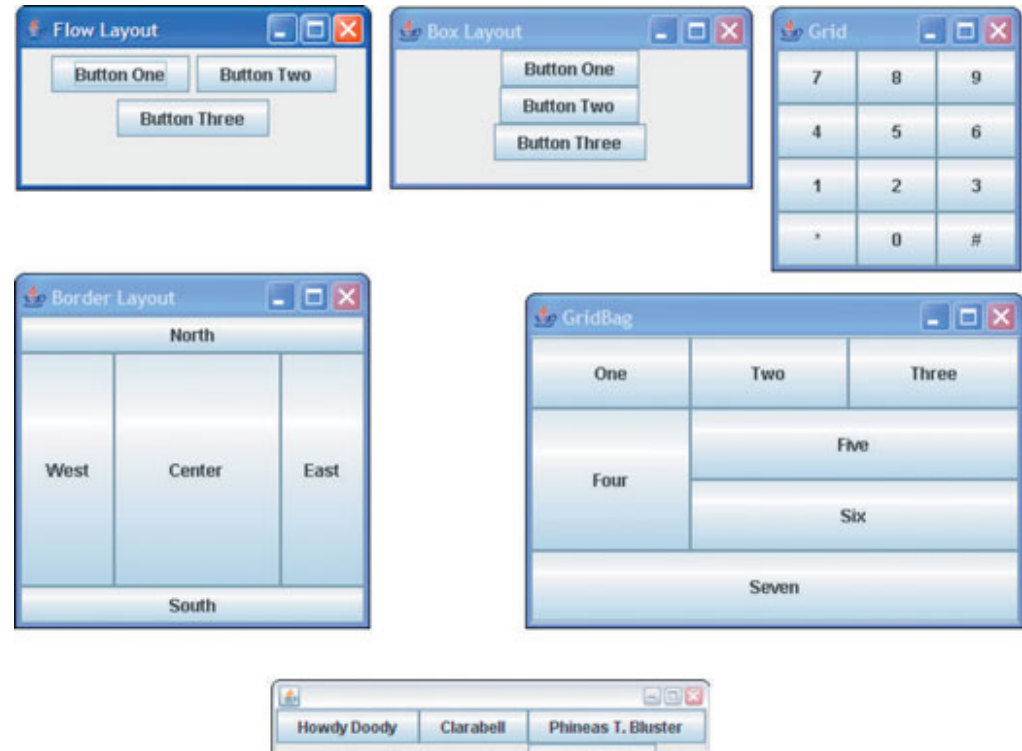 Flow Layout
Button One Button Two
Button Three
Box Layout
Button One
Button Two
Button Three
Grid
7 8 9
4 5 6
1 2 3
* 0 #
Border Layout
North
West Center East
South
GridBag
One Two Three
Four
Five
Six
Seven
Howdy Doody Clarabell Phineas T. Bluster